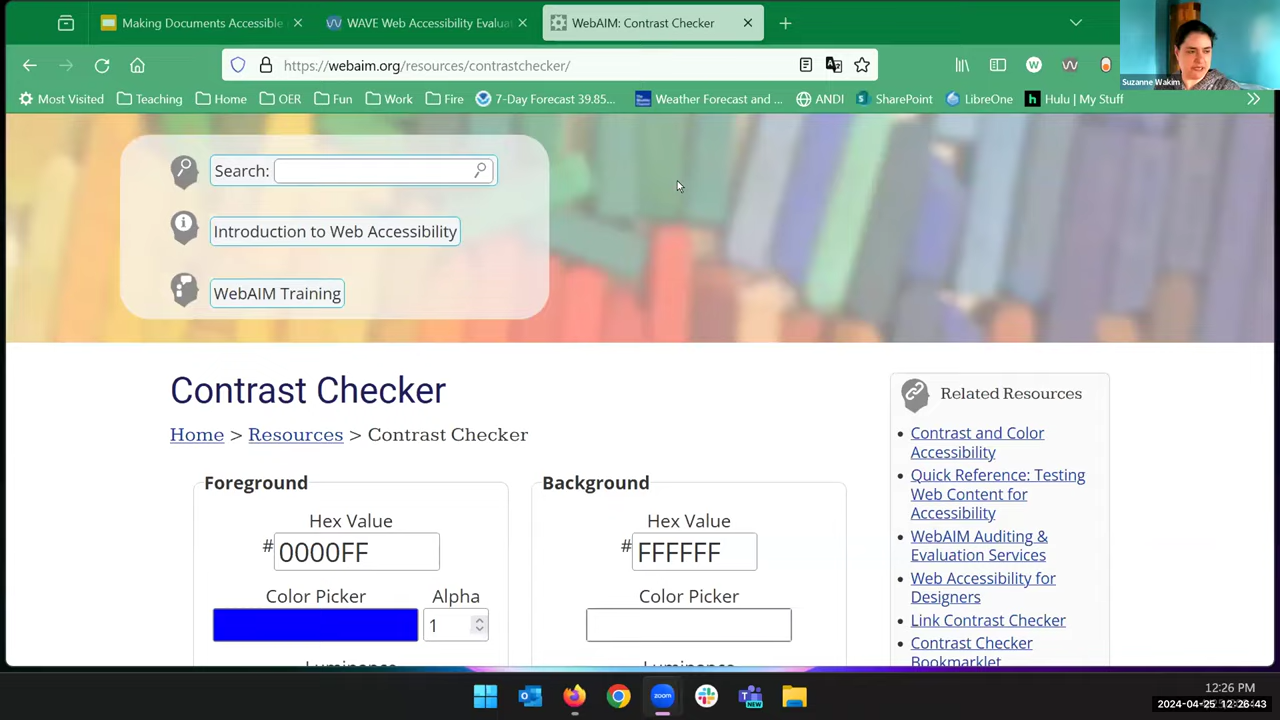 Making Documents Accessible
WAVE Web Accessibility Evalua
WebAIM: Contrast Checker
https://webaim.org/resources/contrastchecker/
Suzanne Wakim
Most Visited
Teaching
Home
OER
Fun
Work
Fire
7-Day Forecast 39.85...
Weather Forecast and ...
ANDI
SharePoint
LibreOne
Hulu | My Stuff
Search:
Introduction to Web Accessibility
WebAIM Training
Contrast Checker
Home > Resources > Contrast Checker
Foreground
Hex Value
# 0000FF
Color Picker
Alpha
1
Luminance
Background
Hex Value
# FFFFFF
Color Picker
Luminance
Related Resources
Contrast and Color
Accessibility
Quick Reference: Testing
Web Content for
Accessibility
WebAIM Auditing &
Evaluation Services
Web Accessibility for
Designers
Link Contrast Checker
Contrast Checker
Bookmarklet
zoom
NEW
12:26 PM
2024-04-25 12:26:43